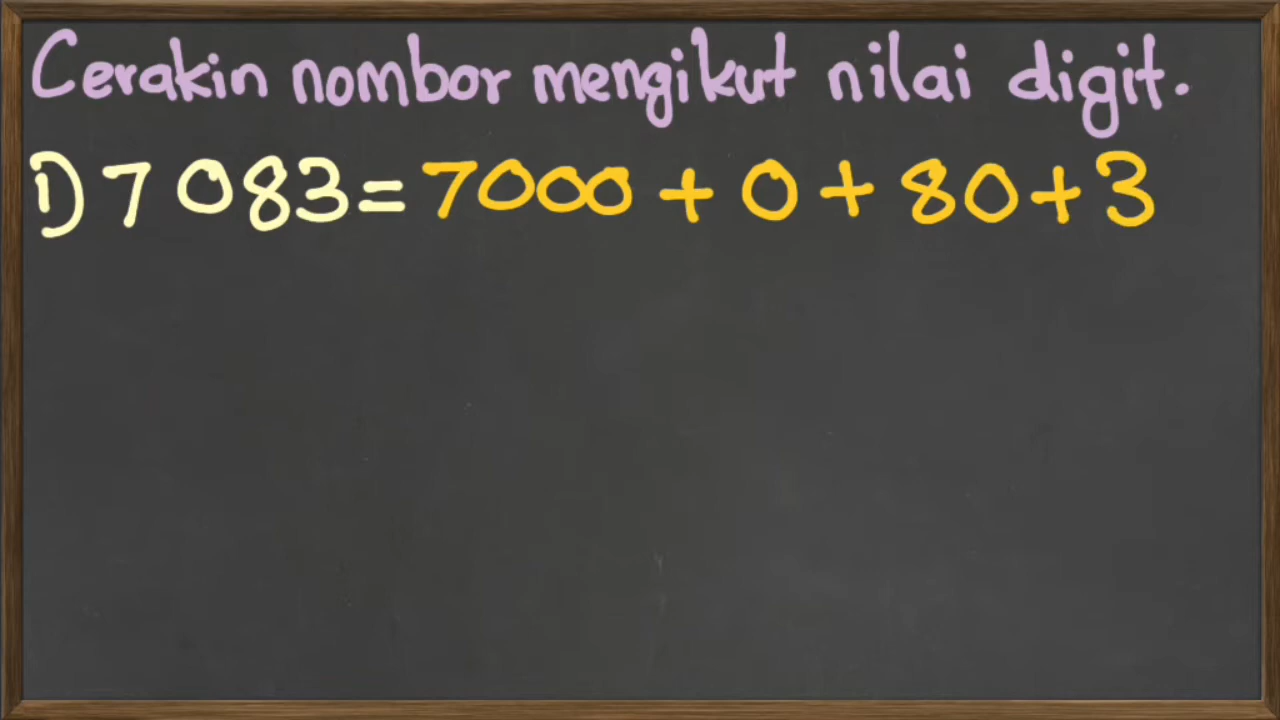 Cerakin nombor mengikut nilai digit.
1) 7 083 = 7000 + 0 + 80 + 3